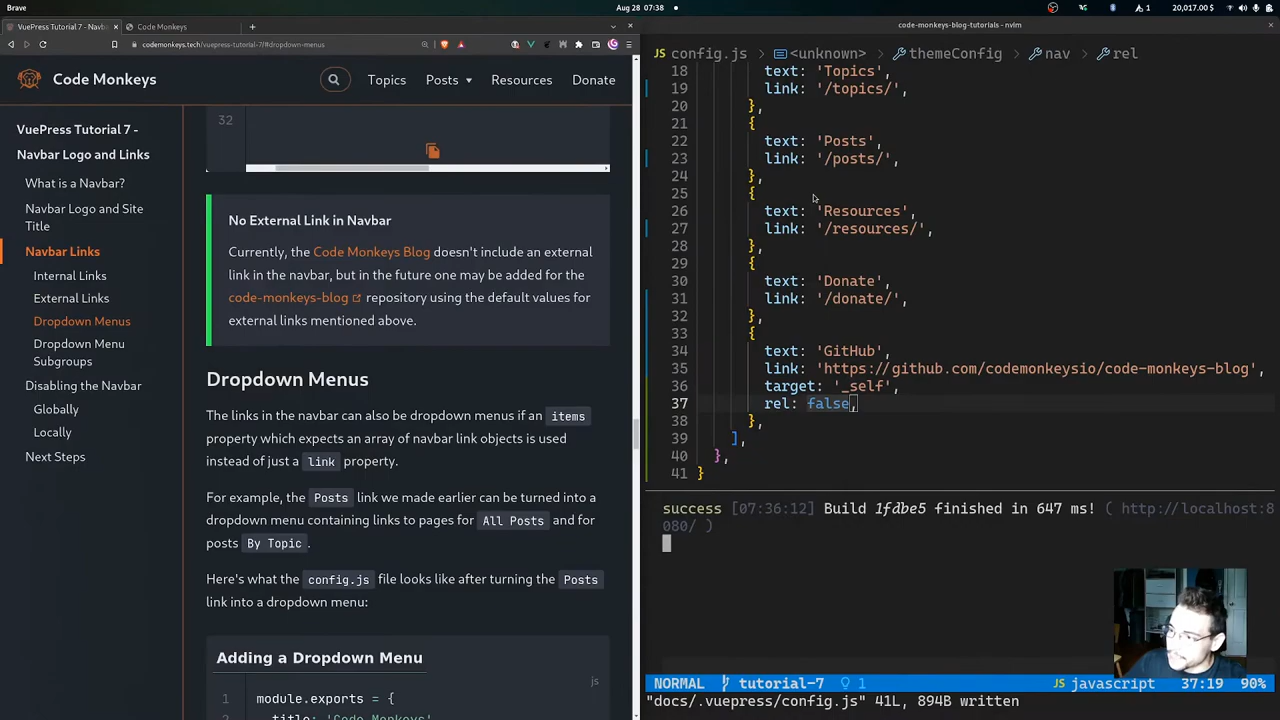 Brave
Aug 28 07:38
1
20,017.00 $
VuePress Tutorial 7 - Navba
Code Monkeys
code-monkeys-blog-tutorials - nvim
codemonkeys.tech/vuepress-tutorial-7/#dropdown-menus
Code Monkeys
Topics
Posts
Resources
Donate
VuePress Tutorial 7 -
Navbar Logo and Links
What is a Navbar?
Navbar Logo and Site
Title
Navbar Links
Internal Links
External Links
Dropdown Menus
Dropdown Menu
Subgroups
Disabling the Navbar
Globally
Locally
Next Steps
32
No External Link in Navbar
Currently, the Code Monkeys Blog doesn't include an external
link in the navbar, but in the future one may be added for the
code-monkeys-blog repository using the default values for
external links mentioned above.
Dropdown Menus
The links in the navbar can also be dropdown menus if an items
property which expects an array of navbar link objects is used
instead of just a link property.
For example, the Posts link we made earlier can be turned into a
dropdown menu containing links to pages for All Posts and for
posts By Topic .
Here's what the config.js file looks like after turning the Posts
link into a dropdown menu:
Adding a Dropdown Menu
js
1 module.exports = {
2 title: 'Code Monkeys'
JS config.js > <unknown> > themeConfig > nav > rel
18 text: 'Topics',
19 link: '/topics/',
20 },
21 {
22 text: 'Posts',
23 link: '/posts/',
24 },
25 {
26 text: 'Resources',
27 link: '/resources/',
28 },
29 {
30 text: 'Donate',
31 link: '/donate/',
32 },
33 {
34 text: 'GitHub',
35 link: 'https://github.com/codemonkeysio/code-monkeys-blog',
36 target: '_self',
37 rel: false,
38 },
39 ],
40 },
41 }
success [07:36:12] Build 1fdbe5 finished in 647 ms! ( http://localhost:8
080/ )
NORMAL tutorial-7 1 JS javascript 37:19 90%
"docs/.vuepress/config.js" 41L, 894B written